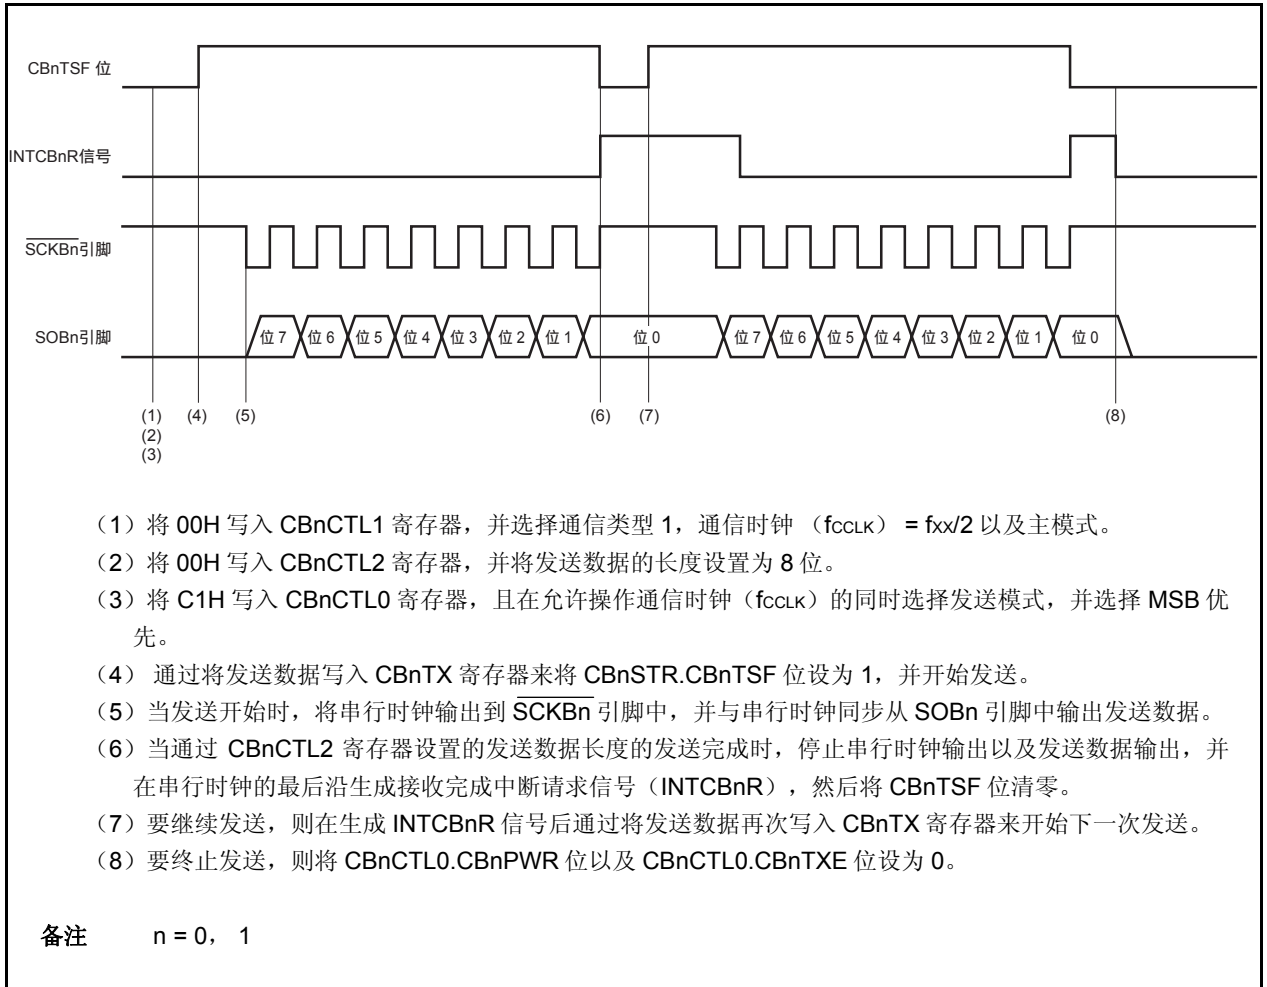 CBnTSF 位
INTCBnR信号
SCKBn引脚
SOBn引脚
位 7 位 6 位 5 位 4 位 3 位 2 位 1 位 0 位 7 位 6 位 5 位 4 位 3 位 2 位 1 位 0
(1) (4) (5) (6) (7) (8)
(2)
(3)
（1）将 00H 写入 CBnCTL1 寄存器，并选择通信类型 1，通信时钟 （fCCLK） = fXX/2 以及主模式。
（2）将 00H 写入 CBnCTL2 寄存器，并将发送数据的长度设置为 8 位。
（3）将 C1H 写入 CBnCTL0 寄存器，且在允许操作通信时钟（fCCLK）的同时选择发送模式，并选择 MSB 优
先。
（4） 通过将发送数据写入 CBnTX 寄存器来将 CBnSTR.CBnTSF 位设为 1，并开始发送。
（5）当发送开始时，将串行时钟输出到 SCKBn 引脚中，并与串行时钟同步从 SOBn 引脚中输出发送数据。
（6）当通过 CBnCTL2 寄存器设置的发送数据长度的发送完成时，停止串行时钟输出以及发送数据输出，并
在串行时钟的最后沿生成接收完成中断请求信号（INTCBnR），然后将 CBnTSF 位清零。
（7）要继续发送，则在生成 INTCBnR 信号后通过将发送数据再次写入 CBnTX 寄存器来开始下一次发送。
（8）要终止发送，则将 CBnCTL0.CBnPWR 位以及 CBnCTL0.CBnTXE 位设为 0。
备注 n = 0， 1